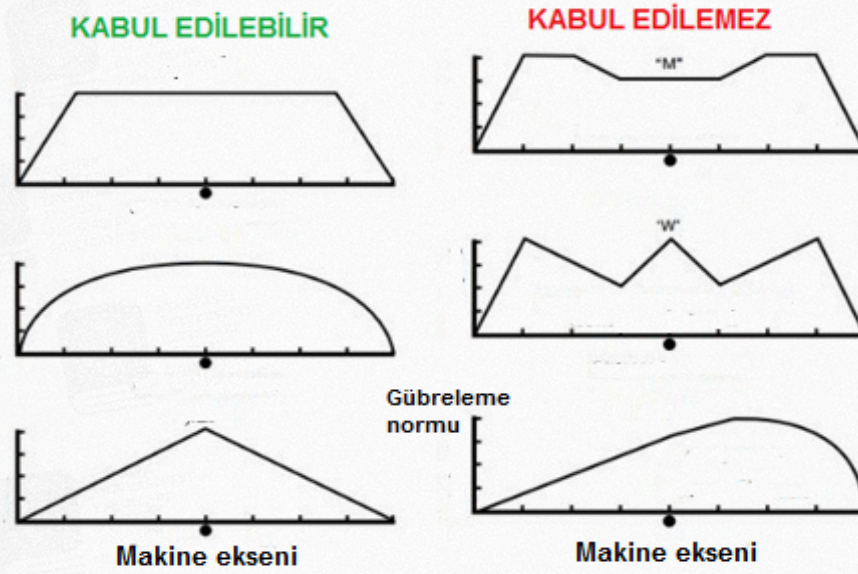 KABUL EDİLEBİLİR
KABUL EDİLEMEZ
"M"
"W"
Gübreleme
normu
Makine ekseni
Makine ekseni